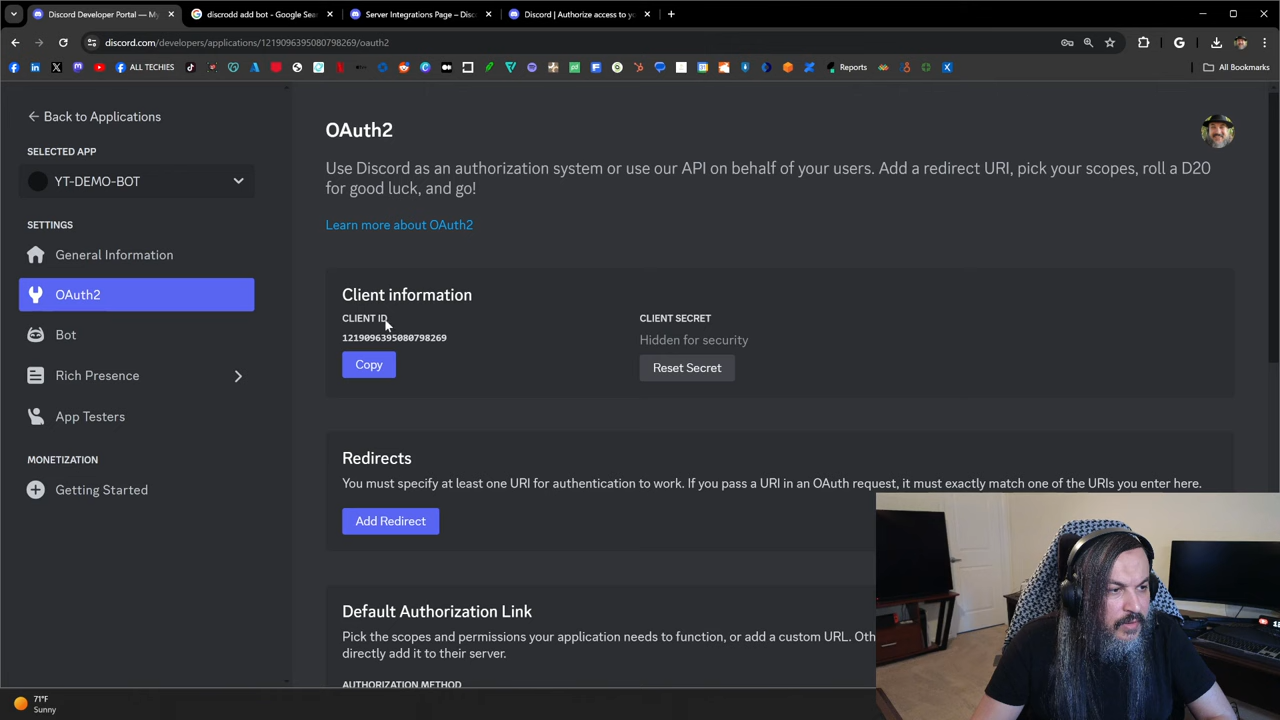 Discord Developer Portal — My
discrodd add bot - Google Sea
Server Integrations Page – Disc
Discord | Authorize access to yo
discord.com/developers/applications/1219096395080798269/oauth2
ALL TECHIES
Reports
All Bookmarks
Back to Applications
SELECTED APP
YT-DEMO-BOT
SETTINGS
General Information
OAuth2
Bot
Rich Presence
App Testers
MONETIZATION
Getting Started
OAuth2
Use Discord as an authorization system or use our API on behalf of your users. Add a redirect URI, pick your scopes, roll a D20
for good luck, and go!
Learn more about OAuth2
Client information
CLIENT ID
1219096395080798269
Copy
CLIENT SECRET
Hidden for security
Reset Secret
Redirects
You must specify at least one URI for authentication to work. If you pass a URI in an OAuth request, it must exactly match one of the URIs you enter here.
Add Redirect
Default Authorization Link
Pick the scopes and permissions your application needs to function, or add a custom URL. Oth
directly add it to their server.
AUTHORIZATION METHOD
71°F
Sunny